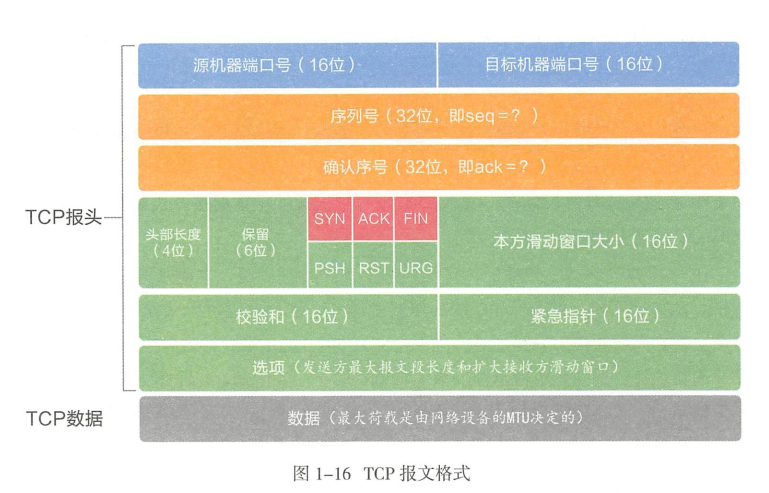 源机器端口号（16位）
目标机器端口号（16位）
序列号（32位，即seq=？）
确认序号（32位，即ack=？）
TCP报头
头部长度
（4位）
保留
（6位）
SYN
ACK
FIN
PSH
RST
URG
本方滑动窗口大小（16位）
校验和（16位）
紧急指针（16位）
选项（发送方最大报文段长度和扩大接收方滑动窗口）
TCP数据
数据（最大荷载是由网络设备的MTU决定的）
图 1-16 TCP 报文格式